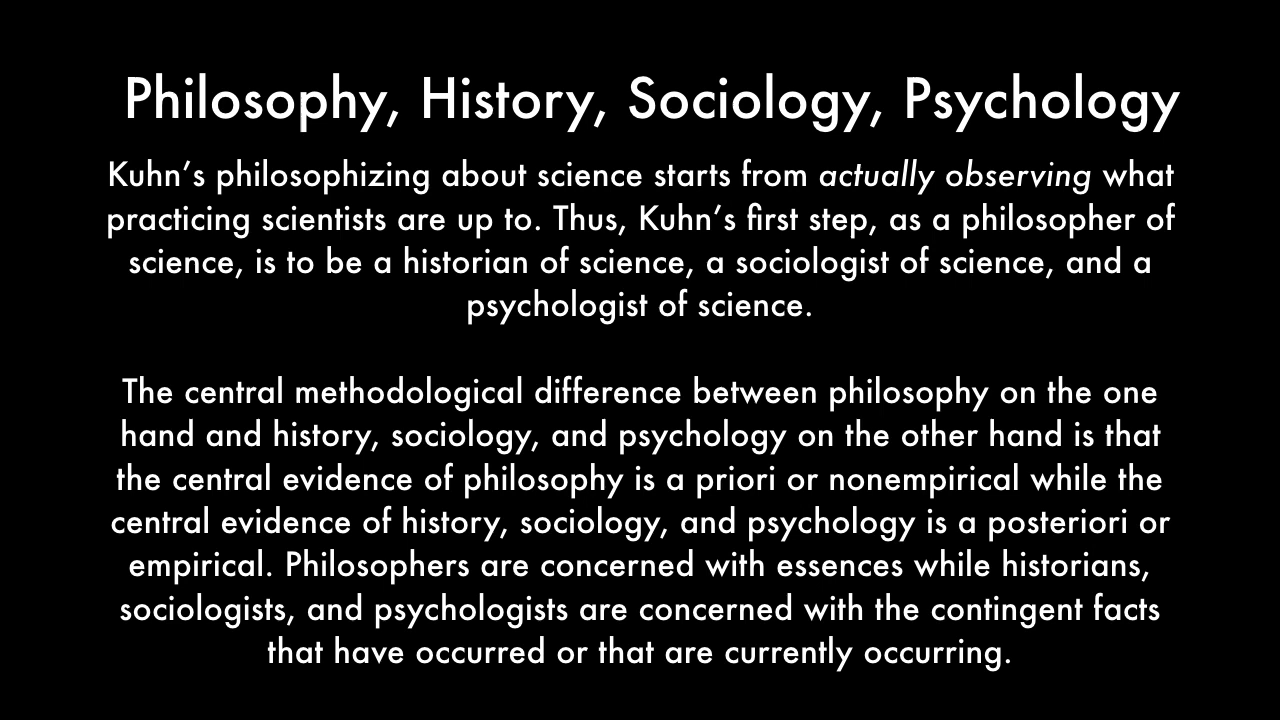 Philosophy, History, Sociology, Psychology
Kuhn’s philosophizing about science starts from actually observing what
practicing scientists are up to. Thus, Kuhn’s first step, as a philosopher of
science, is to be a historian of science, a sociologist of science, and a
psychologist of science.
The central methodological difference between philosophy on the one
hand and history, sociology, and psychology on the other hand is that
the central evidence of philosophy is a priori or nonempirical while the
central evidence of history, sociology, and psychology is a posteriori or
empirical. Philosophers are concerned with essences while historians,
sociologists, and psychologists are concerned with the contingent facts
that have occurred or that are currently occurring.